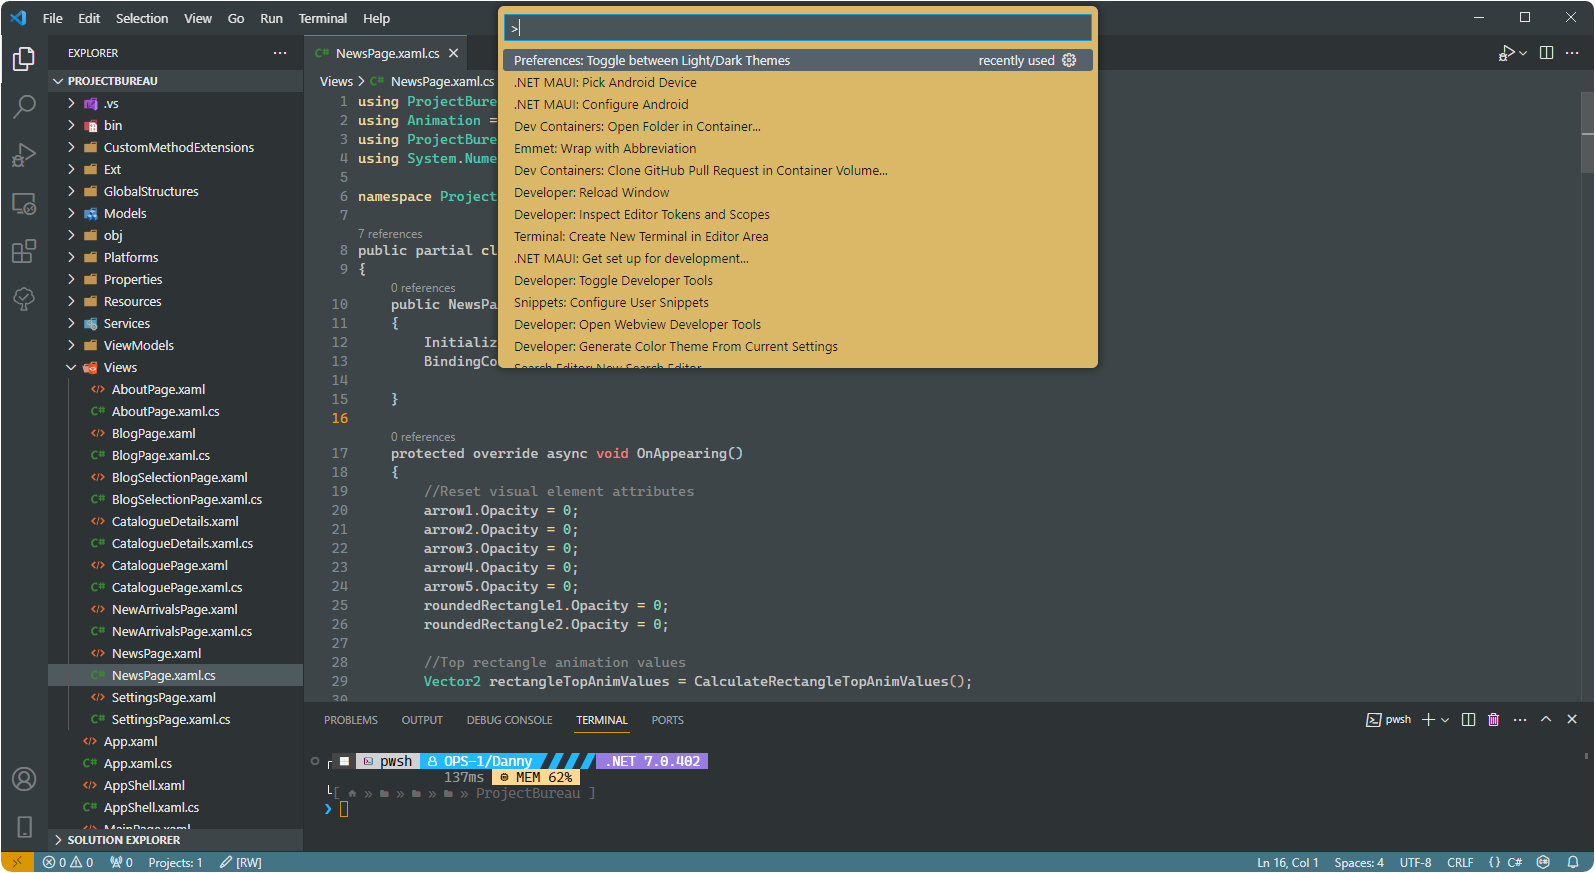 File Edit Selection View Go Run Terminal Help
>
EXPLORER
PROJECTBUREAU
.vs
bin
CustomMethodExtensions
Ext
GlobalStructures
Models
obj
Platforms
Properties
Resources
Services
ViewModels
Views
AboutPage.xaml
AboutPage.xaml.cs
BlogPage.xaml
BlogPage.xaml.cs
BlogSelectionPage.xaml
BlogSelectionPage.xaml.cs
CatalogueDetails.xaml
CatalogueDetails.xaml.cs
CataloguePage.xaml
CataloguePage.xaml.cs
NewArrivalsPage.xaml
NewArrivalsPage.xaml.cs
NewsPage.xaml
NewsPage.xaml.cs
SettingsPage.xaml
SettingsPage.xaml.cs
App.xaml
App.xaml.cs
AppShell.xaml
AppShell.xaml.cs
MainPage.xaml
SOLUTION EXPLORER
C# NewsPage.xaml.cs
Views > C# NewsPage.xaml.cs
1 using ProjectBure
2 using Animation =
3 using ProjectBure
4 using System.Nume
5
6 namespace Project
7
7 references
8 public partial cl
9 {
0 references
10 public NewsPa
11 {
12 Initializ
13 BindingCo
14
15 }
16
0 references
17 protected override async void OnAppearing()
18 {
19 //Reset visual element attributes
20 arrow1.Opacity = 0;
21 arrow2.Opacity = 0;
22 arrow3.Opacity = 0;
23 arrow4.Opacity = 0;
24 arrow5.Opacity = 0;
25 roundedRectangle1.Opacity = 0;
26 roundedRectangle2.Opacity = 0;
27
28 //Top rectangle animation values
29 Vector2 rectangleTopAnimValues = CalculateRectangleTopAnimValues();
30
Preferences: Toggle between Light/Dark Themes recently used
.NET MAUI: Pick Android Device
.NET MAUI: Configure Android
Dev Containers: Open Folder in Container...
Emmet: Wrap with Abbreviation
Dev Containers: Clone GitHub Pull Request in Container Volume...
Developer: Reload Window
Developer: Inspect Editor Tokens and Scopes
Terminal: Create New Terminal in Editor Area
.NET MAUI: Get set up for development...
Developer: Toggle Developer Tools
Snippets: Configure User Snippets
Developer: Open Webview Developer Tools
Developer: Generate Color Theme From Current Settings
Search Editor: New Search Editor
PROBLEMS OUTPUT DEBUG CONSOLE TERMINAL PORTS pwsh
pwsh OPS-1/Danny .NET 7.0.402
137ms MEM 62%
[ » » » » ProjectBureau ]
❯
0 0 0 Projects: 1 [RW] Ln 16, Col 1 Spaces: 4 UTF-8 CRLF {} C#